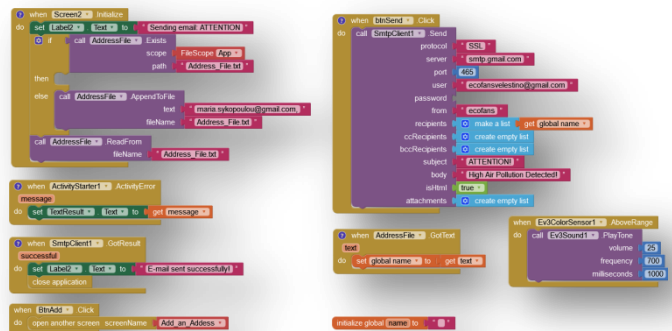 when Screen2 .Initialize
do set Label2 . Text to " Sending email: ATTENTION "
if call AddressFile .Exists
scope FileScope App
path " Address_File.txt "
then
else call AddressFile .AppendToFile
text " maria.sykopoulou@gmail.com, "
fileName " Address_File.txt "
call AddressFile .ReadFrom
fileName " Address_File.txt "
when ActivityStarter1 .ActivityError
message
do set TextResult . Text to get message
when SmtpClient1 .GotResult
successful
do set Label2 . Text to " E-mail sent successfully! "
close application
when BtnAdd .Click
do open another screen screenName " Add_an_Addess "
when btnSend .Click
do call SmtpClient1 .Send
protocol " SSL "
server " smtp.gmail.com "
port 465
user " ecofansvelestino@gmail.com "
password
from " ecofans "
recipients make a list get global name
ccRecipients create empty list
bccRecipients create empty list
subject " ATTENTION! "
body " High Air Pollution Detected! "
isHtml true
attachments create empty list
when AddressFile .GotText
text
do set global name to get text
initialize global name to " "
when Ev3ColorSensor1 .AboveRange
do call Ev3Sound1 .PlayTone
volume 25
frequency 700
milliseconds 1000